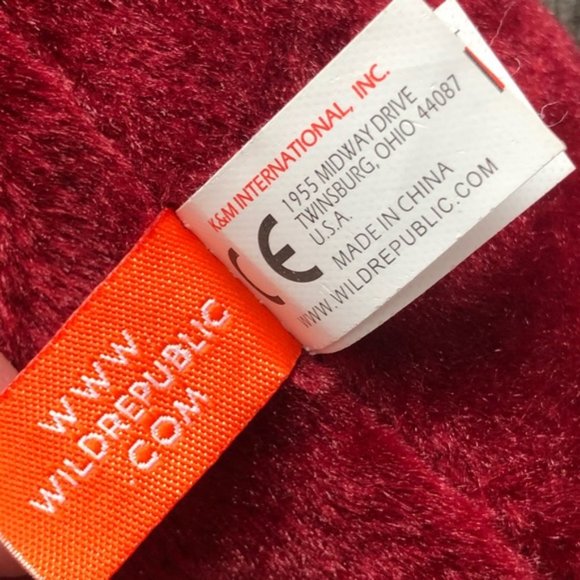 K&M INTERNATIONAL, INC.
1955 MIDWAY DRIVE
TWINSBURG, OHIO 44087
U.S.A.
CE
MADE IN CHINA
WWW.WILDREPUBLIC.COM
WWW.
WILDREPUBLIC
.COM